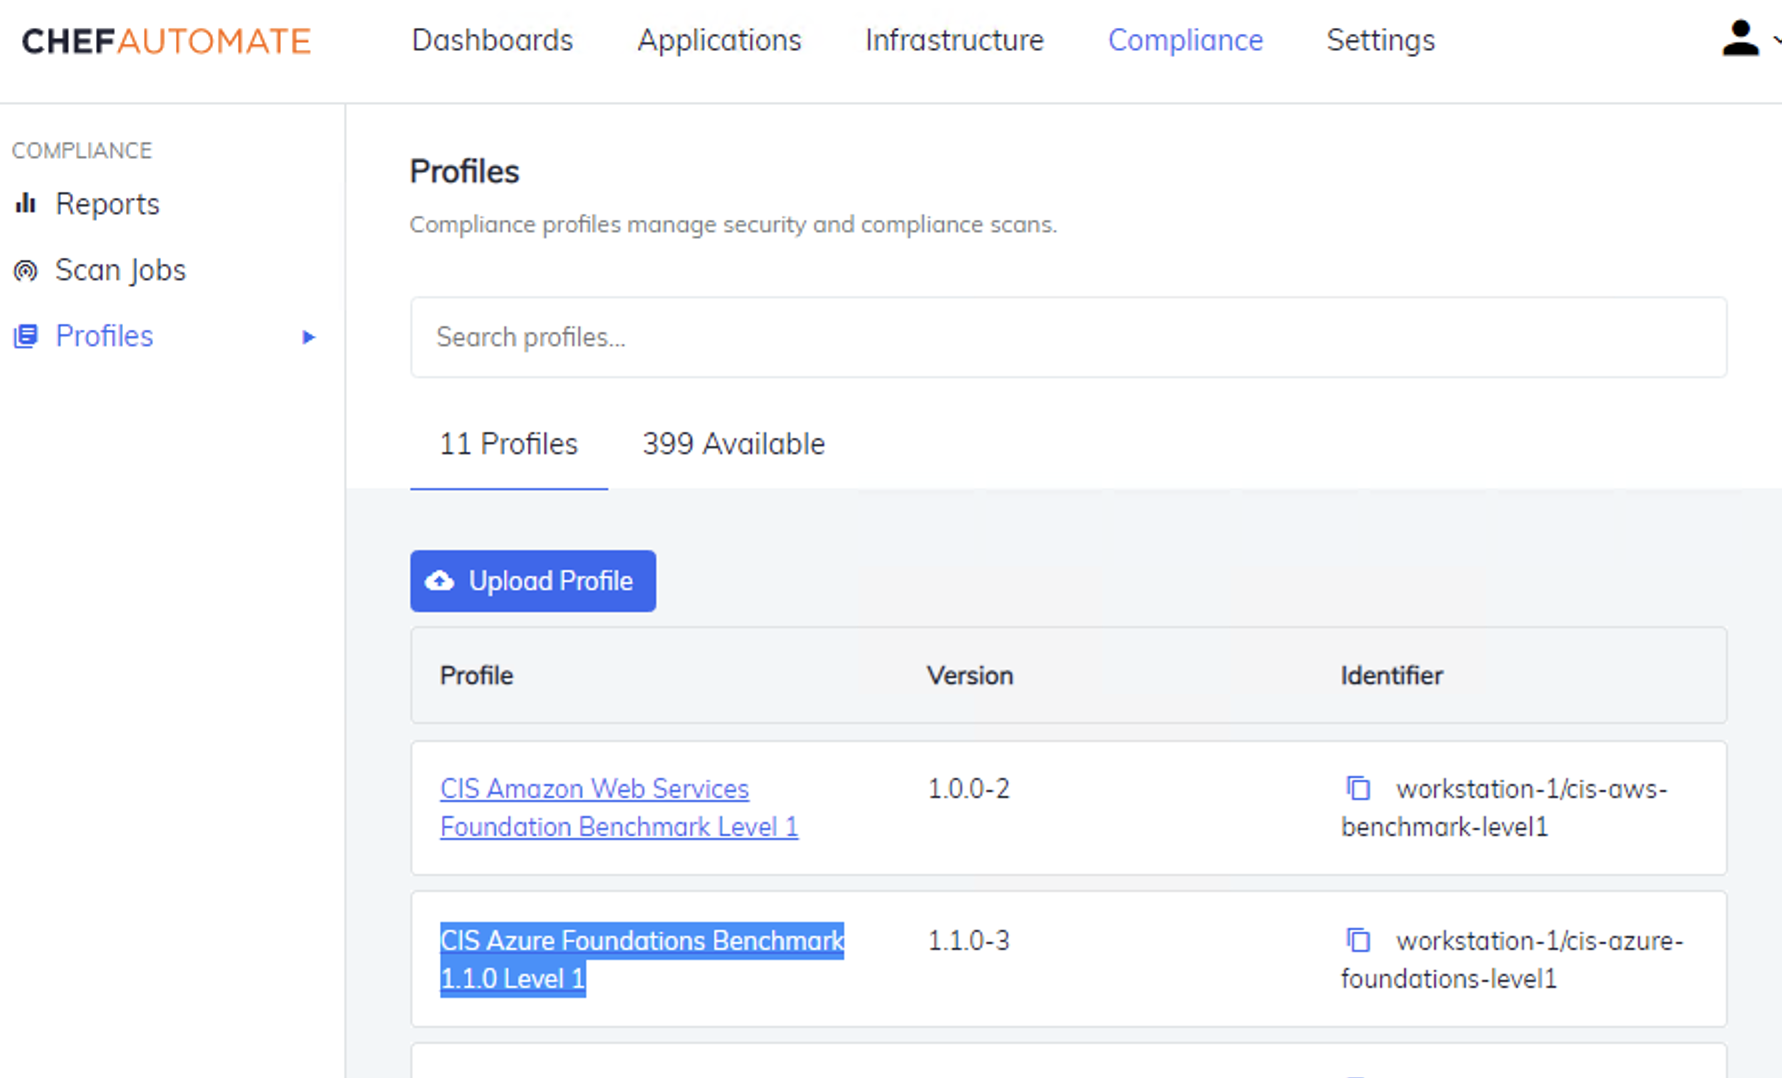 CHEFAUTOMATE
Dashboards Applications Infrastructure Compliance Settings
COMPLIANCE
Reports
Scan Jobs
Profiles
Profiles
Compliance profiles manage security and compliance scans.
Search profiles...
11 Profiles 399 Available
Upload Profile
Profile Version Identifier
CIS Amazon Web Services 1.0.0-2 workstation-1/cis-aws-
Foundation Benchmark Level 1 benchmark-level1
CIS Azure Foundations Benchmark 1.1.0-3 workstation-1/cis-azure-
1.1.0 Level 1 foundations-level1